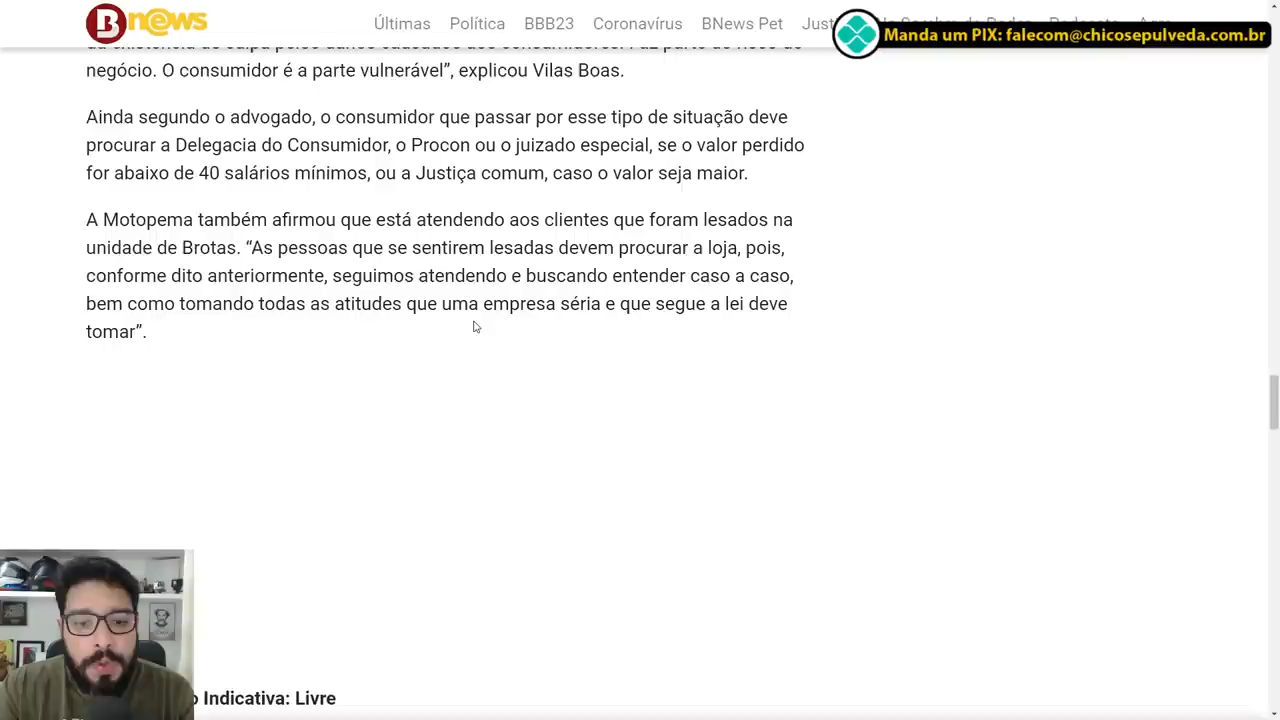 Bnews
Últimas Política BBB23 Coronavírus BNews Pet
Manda um PIX: falecom@chicosepulveda.com.br
negócio. O consumidor é a parte vulnerável”, explicou Vilas Boas.
Ainda segundo o advogado, o consumidor que passar por esse tipo de situação deve
procurar a Delegacia do Consumidor, o Procon ou o juizado especial, se o valor perdido
for abaixo de 40 salários mínimos, ou a Justiça comum, caso o valor seja maior.
A Motopema também afirmou que está atendendo aos clientes que foram lesados na
unidade de Brotas. “As pessoas que se sentirem lesadas devem procurar a loja, pois,
conforme dito anteriormente, seguimos atendendo e buscando entender caso a caso,
bem como tomando todas as atitudes que uma empresa séria e que segue a lei deve
tomar”.
Indicativa: Livre